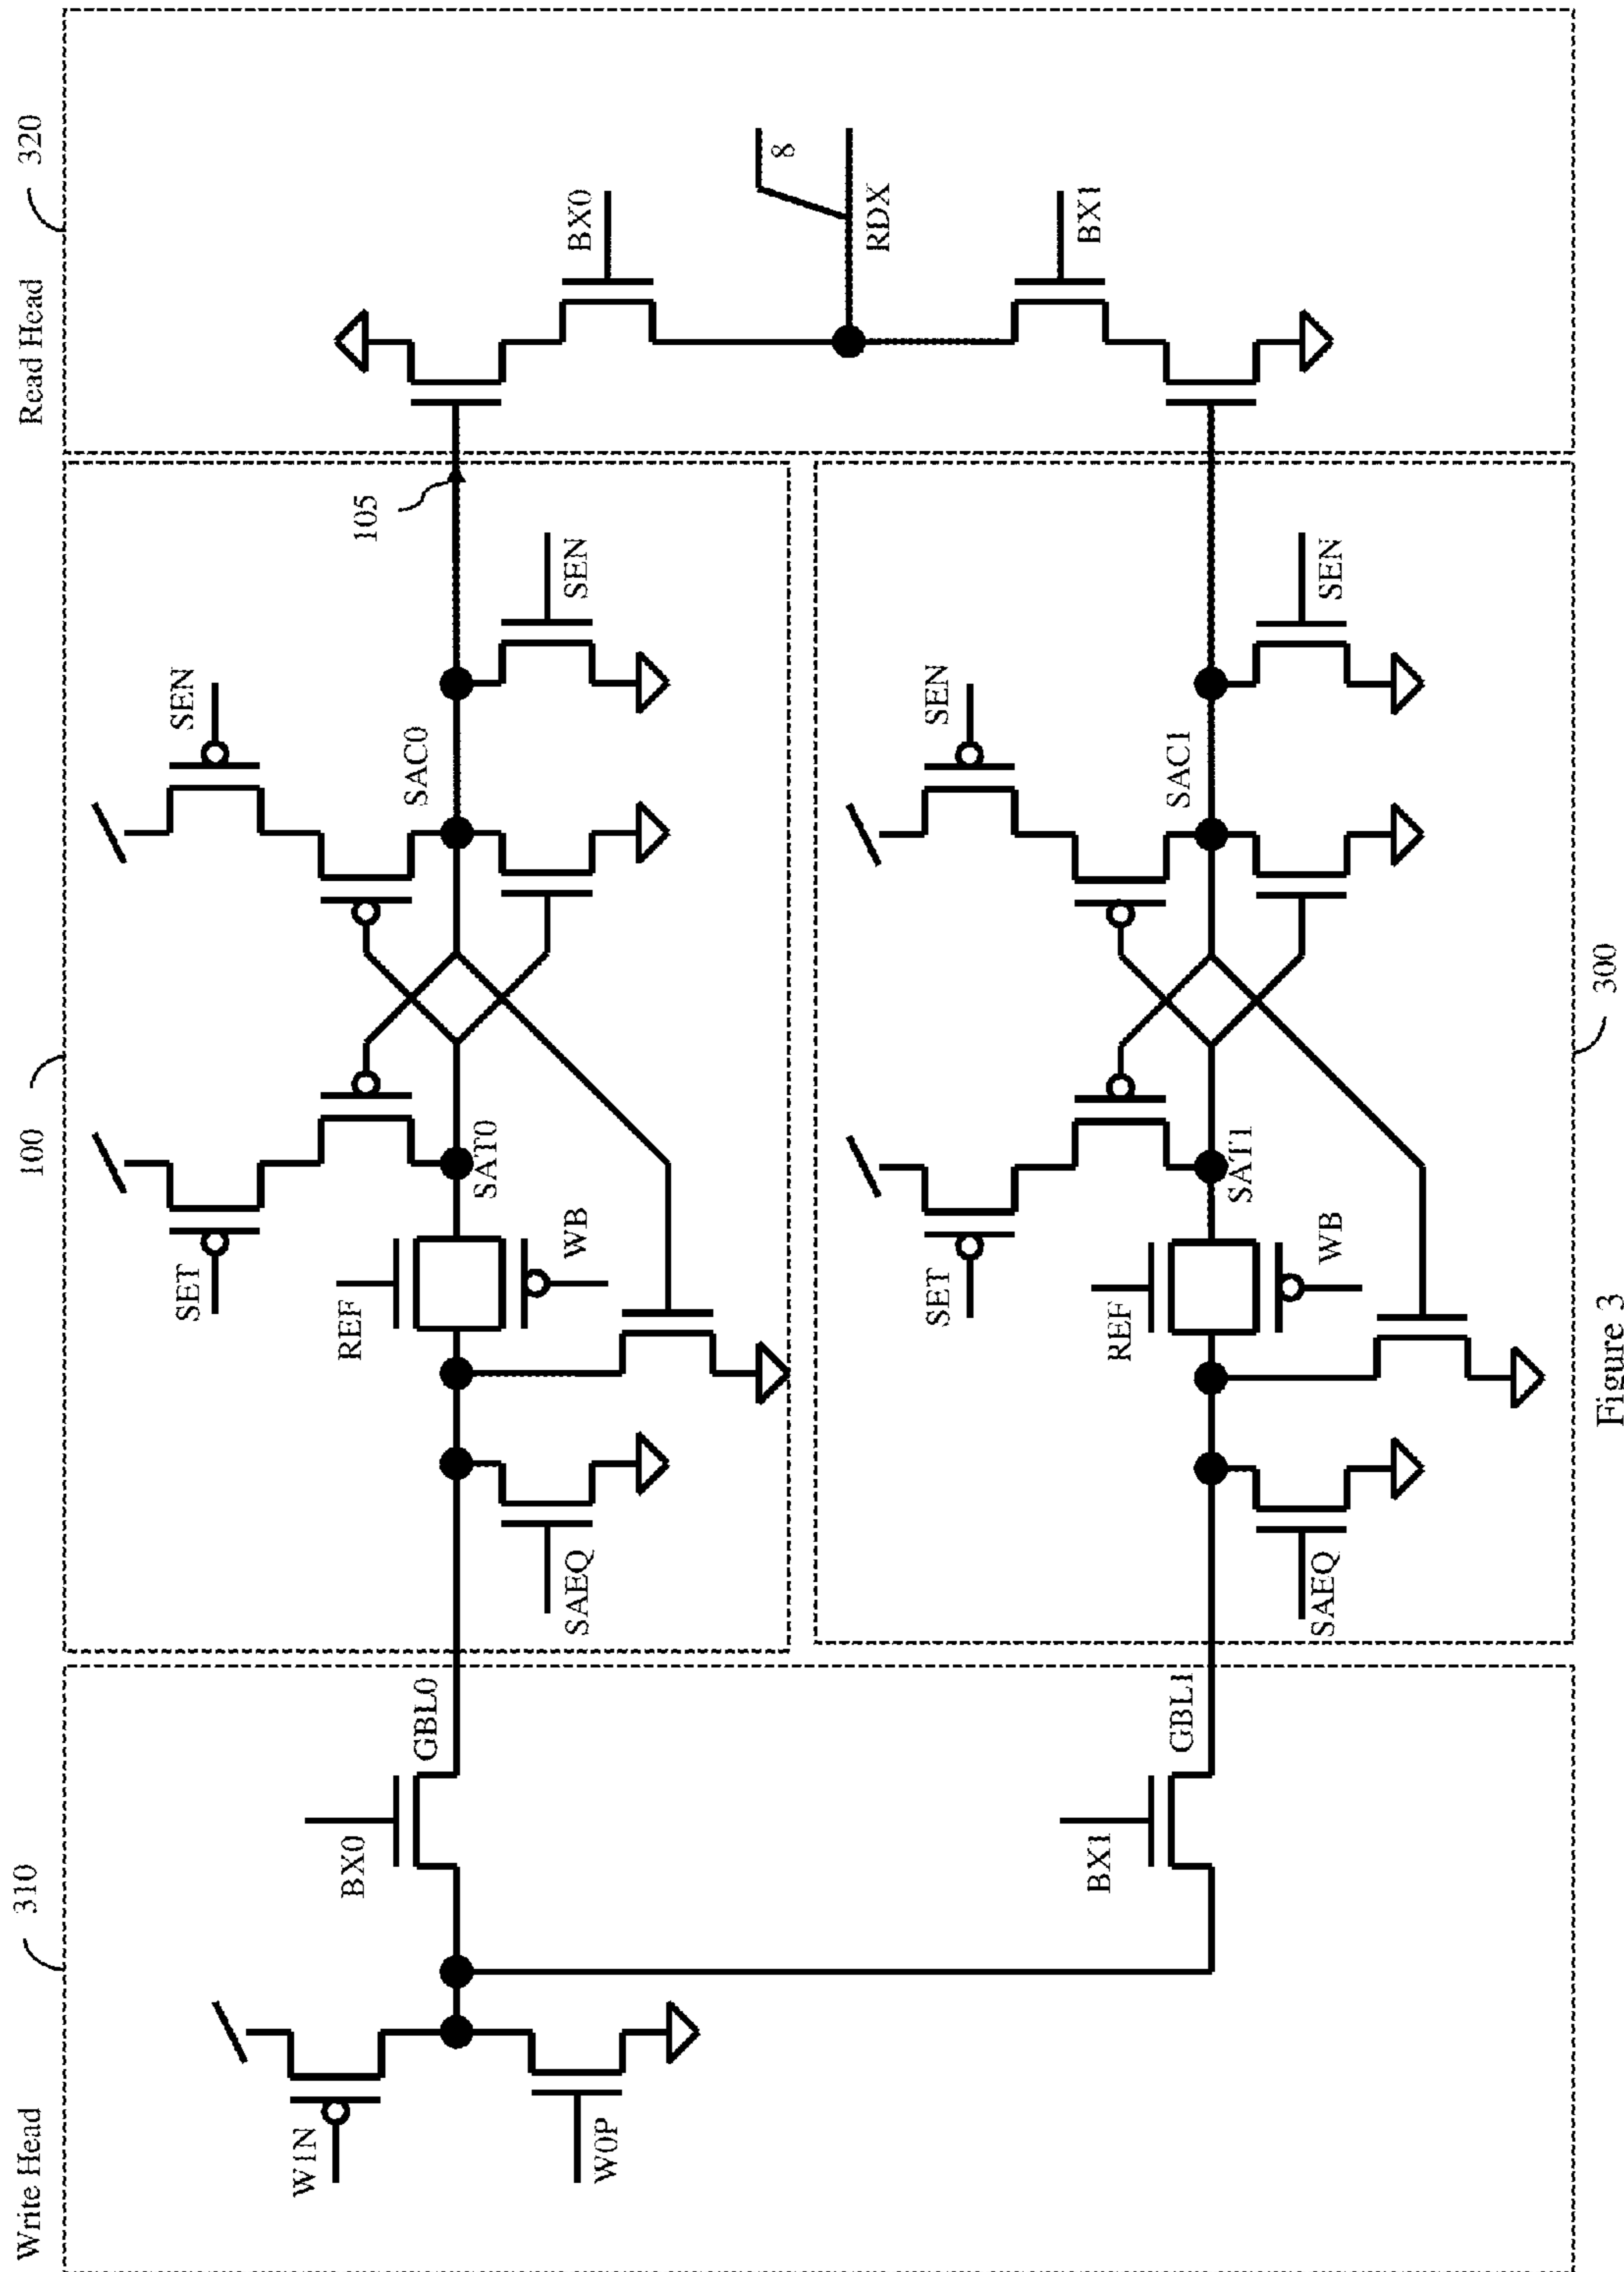 Write Head
310
W1N
W0P
BX0
GBL0
BX1
GBL1
100
SET
SEN
REF
WB
SAT0
SAC0
SAEQ
SEN
105
300
SET
SEN
REF
WB
SAT1
SAC1
SAEQ
SEN
Read Head
320
BX0
8
RDX
BX1
Figure 3